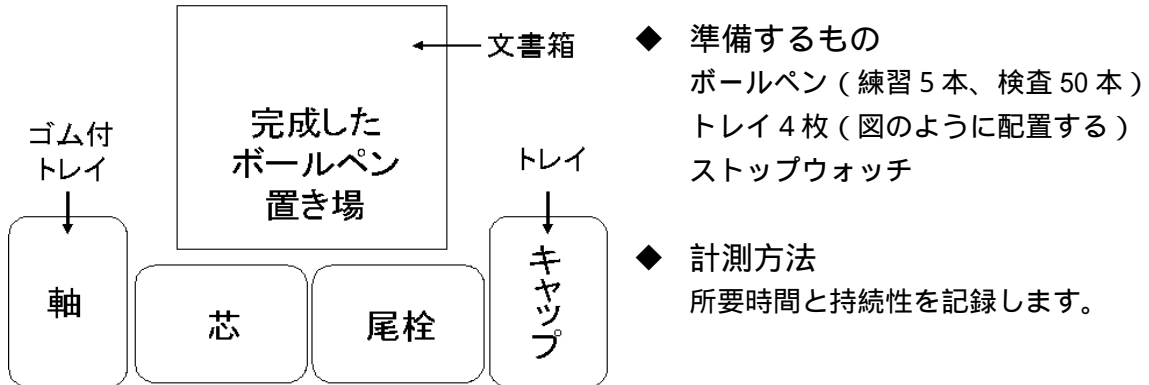 文書箱
完成した
ボールペン
置き場
ゴム付
トレイ
トレイ
軸
芯
尾栓
キャップ
◆ 準備するもの
ボールペン(練習5本、検査 50 本)
トレイ4枚(図のように配置する)
ストップウォッチ
◆ 計測方法
所要時間と持続性を記録します。